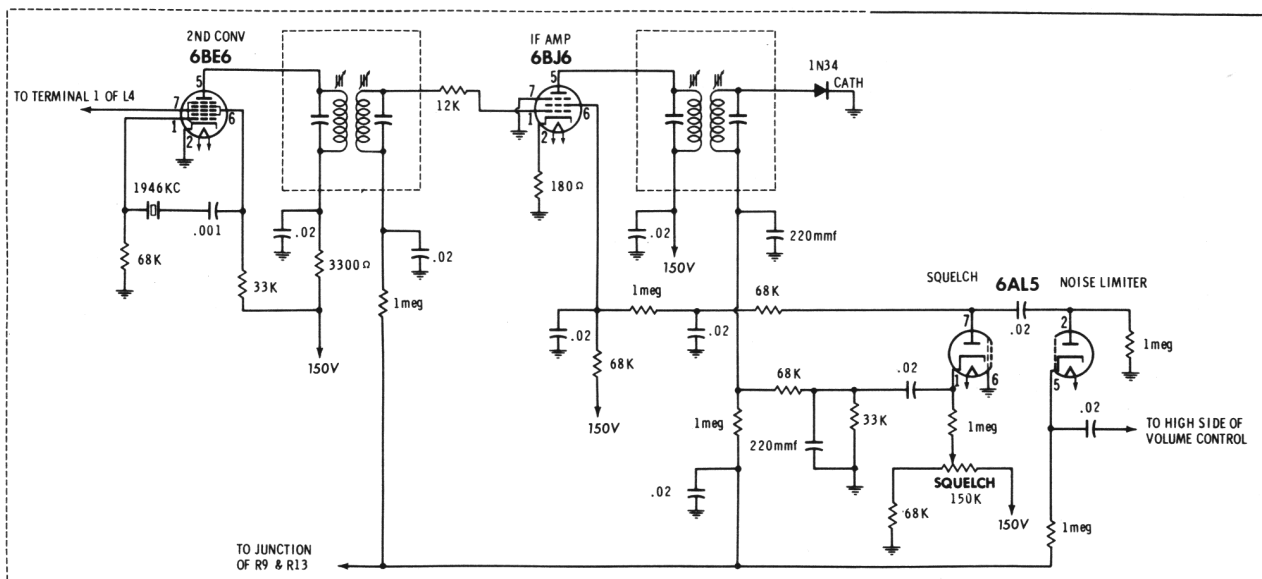 2ND CONV
6BE6
IF AMP
6BJ6
1N34
CATH
TO TERMINAL 1 OF L4
5
7
1
2
6
12K
5
7
1
2
6
1946KC
.001
68K
33K
.02
3300Ω
150V
.02
1meg
180Ω
.02
150V
220mmf
1meg
68K
.02
.02
68K
150V
SQUELCH
6AL5
NOISE LIMITER
7
1
6
.02
2
5
1meg
68K
.02
1meg
220mmf
33K
1meg
.02
TO HIGH SIDE OF
VOLUME CONTROL
.02
68K
SQUELCH
150K
150V
1meg
TO JUNCTION
OF R9 & R13